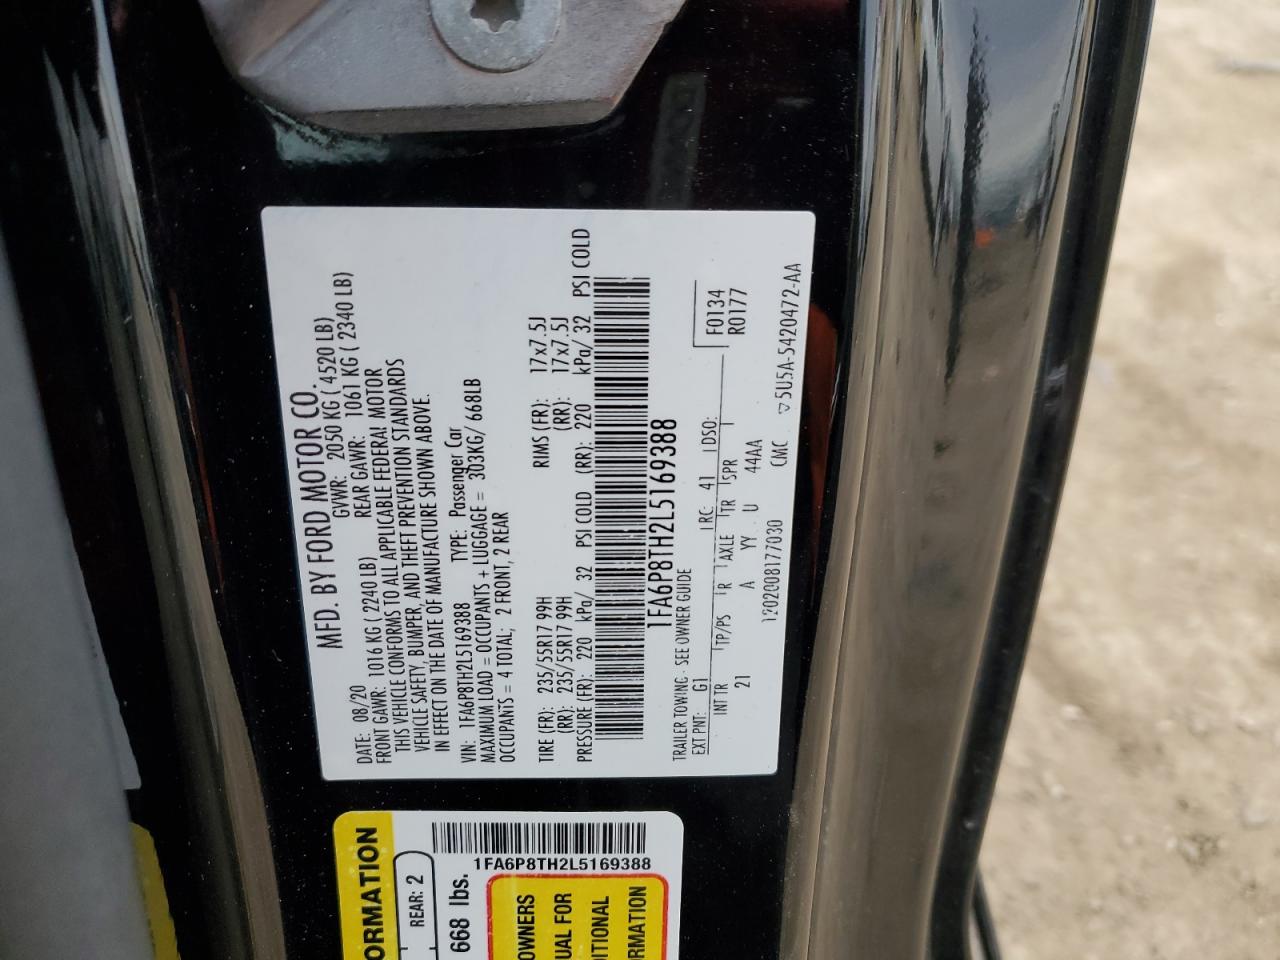 MFD. BY FORD MOTOR CO.
DATE: 08/20 GVWR: 2050 KG ( 4520 LB)
FRONT GAWR: 1016 KG ( 2240 LB) REAR GAWR: 1061 KG ( 2340 LB)
THIS VEHICLE CONFORMS TO ALL APPLICABLE FEDERAL MOTOR
VEHICLE SAFETY, BUMPER, AND THEFT PREVENTION STANDARDS
IN EFFECT ON THE DATE OF MANUFACTURE SHOWN ABOVE.
VIN: 1FA6P8TH2L5169388 TYPE: Passenger Car
MAXIMUM LOAD = OCCUPANTS + LUGGAGE = 303KG/ 668LB
OCCUPANTS = 4 TOTAL; 2 FRONT, 2 REAR
TIRE (FR): 235/55R17 99H RIMS (FR): 17x7.5J
(RR): 235/55R17 99H (RR): 17x7.5J
PRESSURE (FR): 220 kPa/ 32 PSI COLD (RR): 220 kPa/ 32 PSI COLD
1FA6P8TH2L5169388
TRAILER TOWING - SEE OWNER GUIDE
EXT PNT: G1 RC: 41 DSO: F0134
R0177
INT TR TP/PS R AXLE TR SPR
21 A YY U 44AA
1202008177030 CMC ▽5U5A-5420472-AA
ORMATION
REAR: 2
668 lbs.
1FA6P8TH2L5169388
OWNERS
UAL FOR
ITIONAL
RMATION